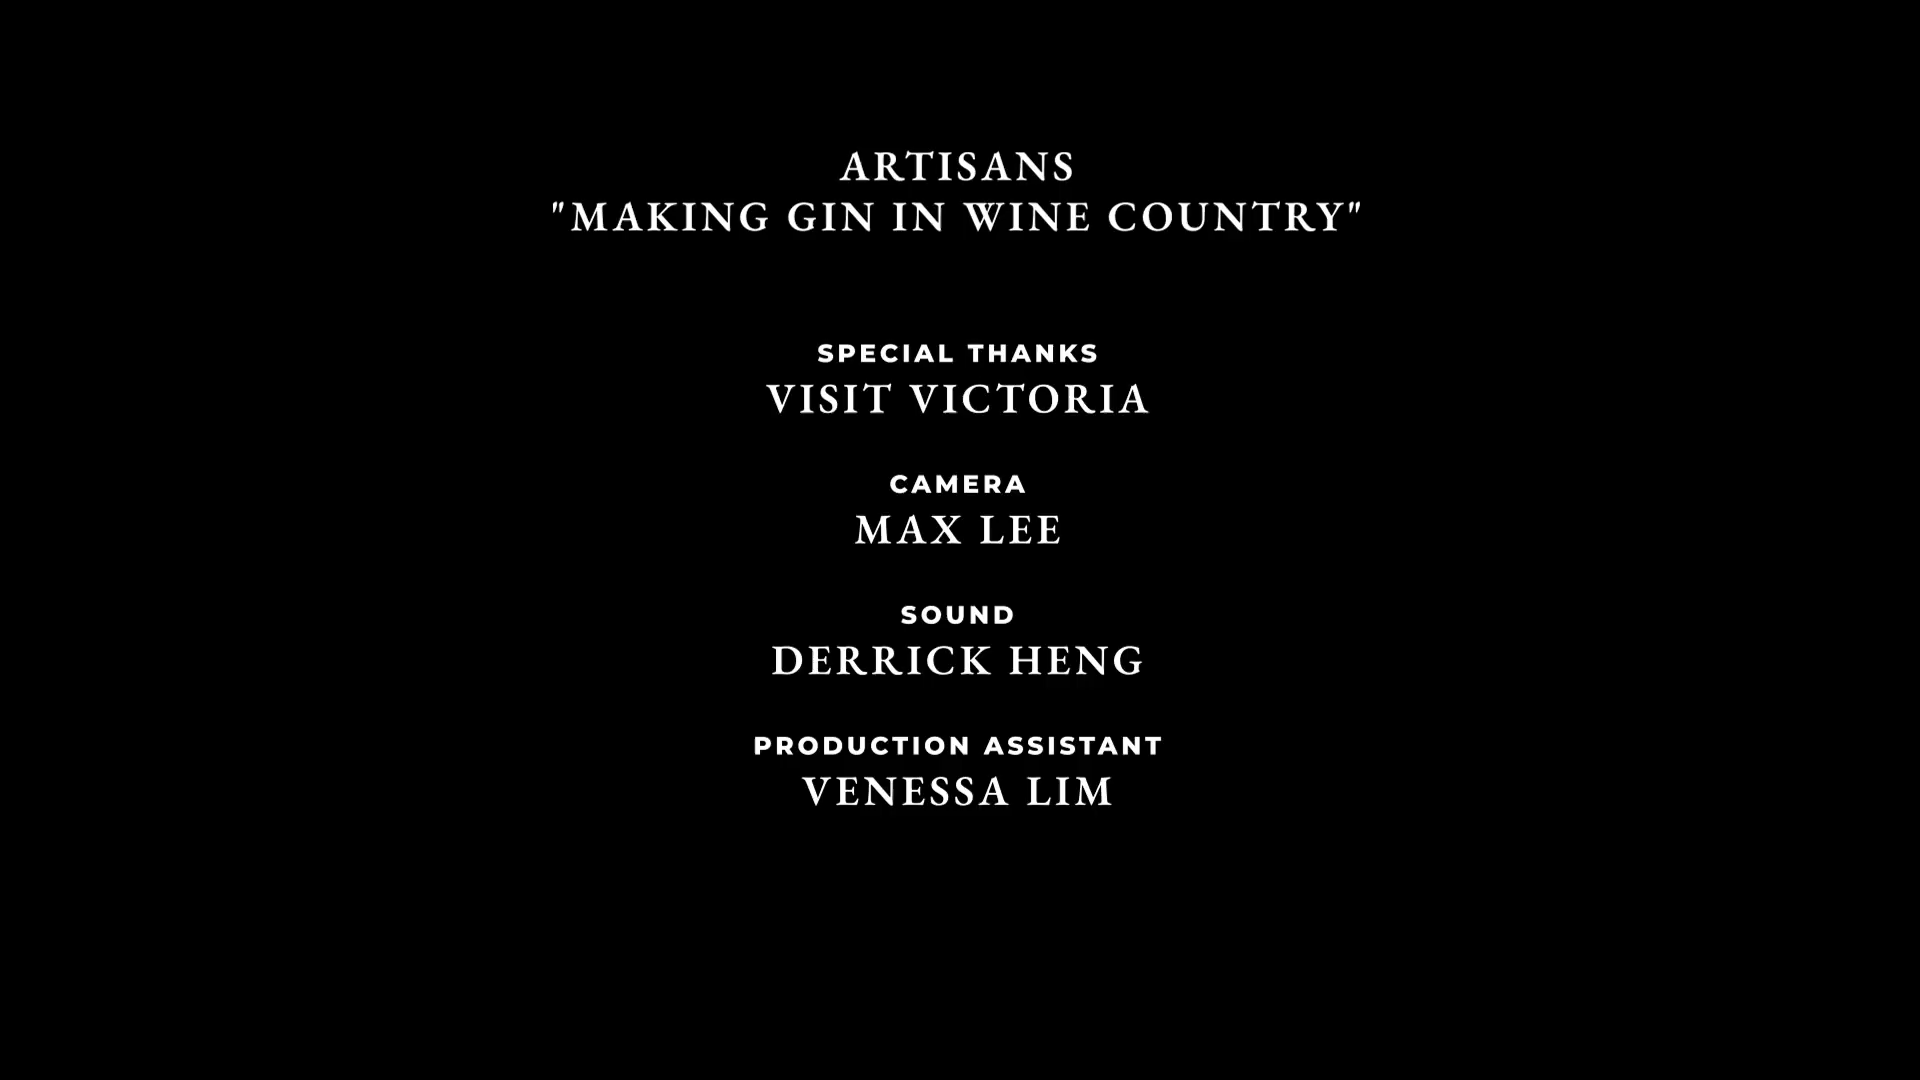 ARTISANS
"MAKING GIN IN WINE COUNTRY"
SPECIAL THANKS
VISIT VICTORIA
CAMERA
MAX LEE
SOUND
DERRICK HENG
PRODUCTION ASSISTANT
VENESSA LIM